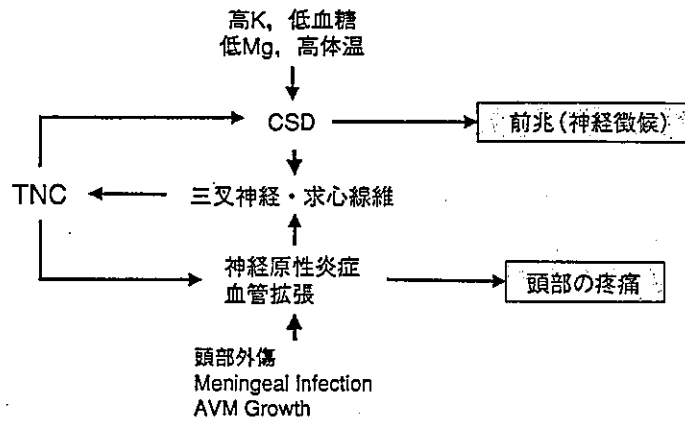 高K，低血糖
低Mg，高体温
CSD
前兆（神経徴候）
TNC
三叉神経・求心線維
神経原性炎症
血管拡張
頭部の疼痛
頭部外傷
Meningeal Infection
AVM Growth